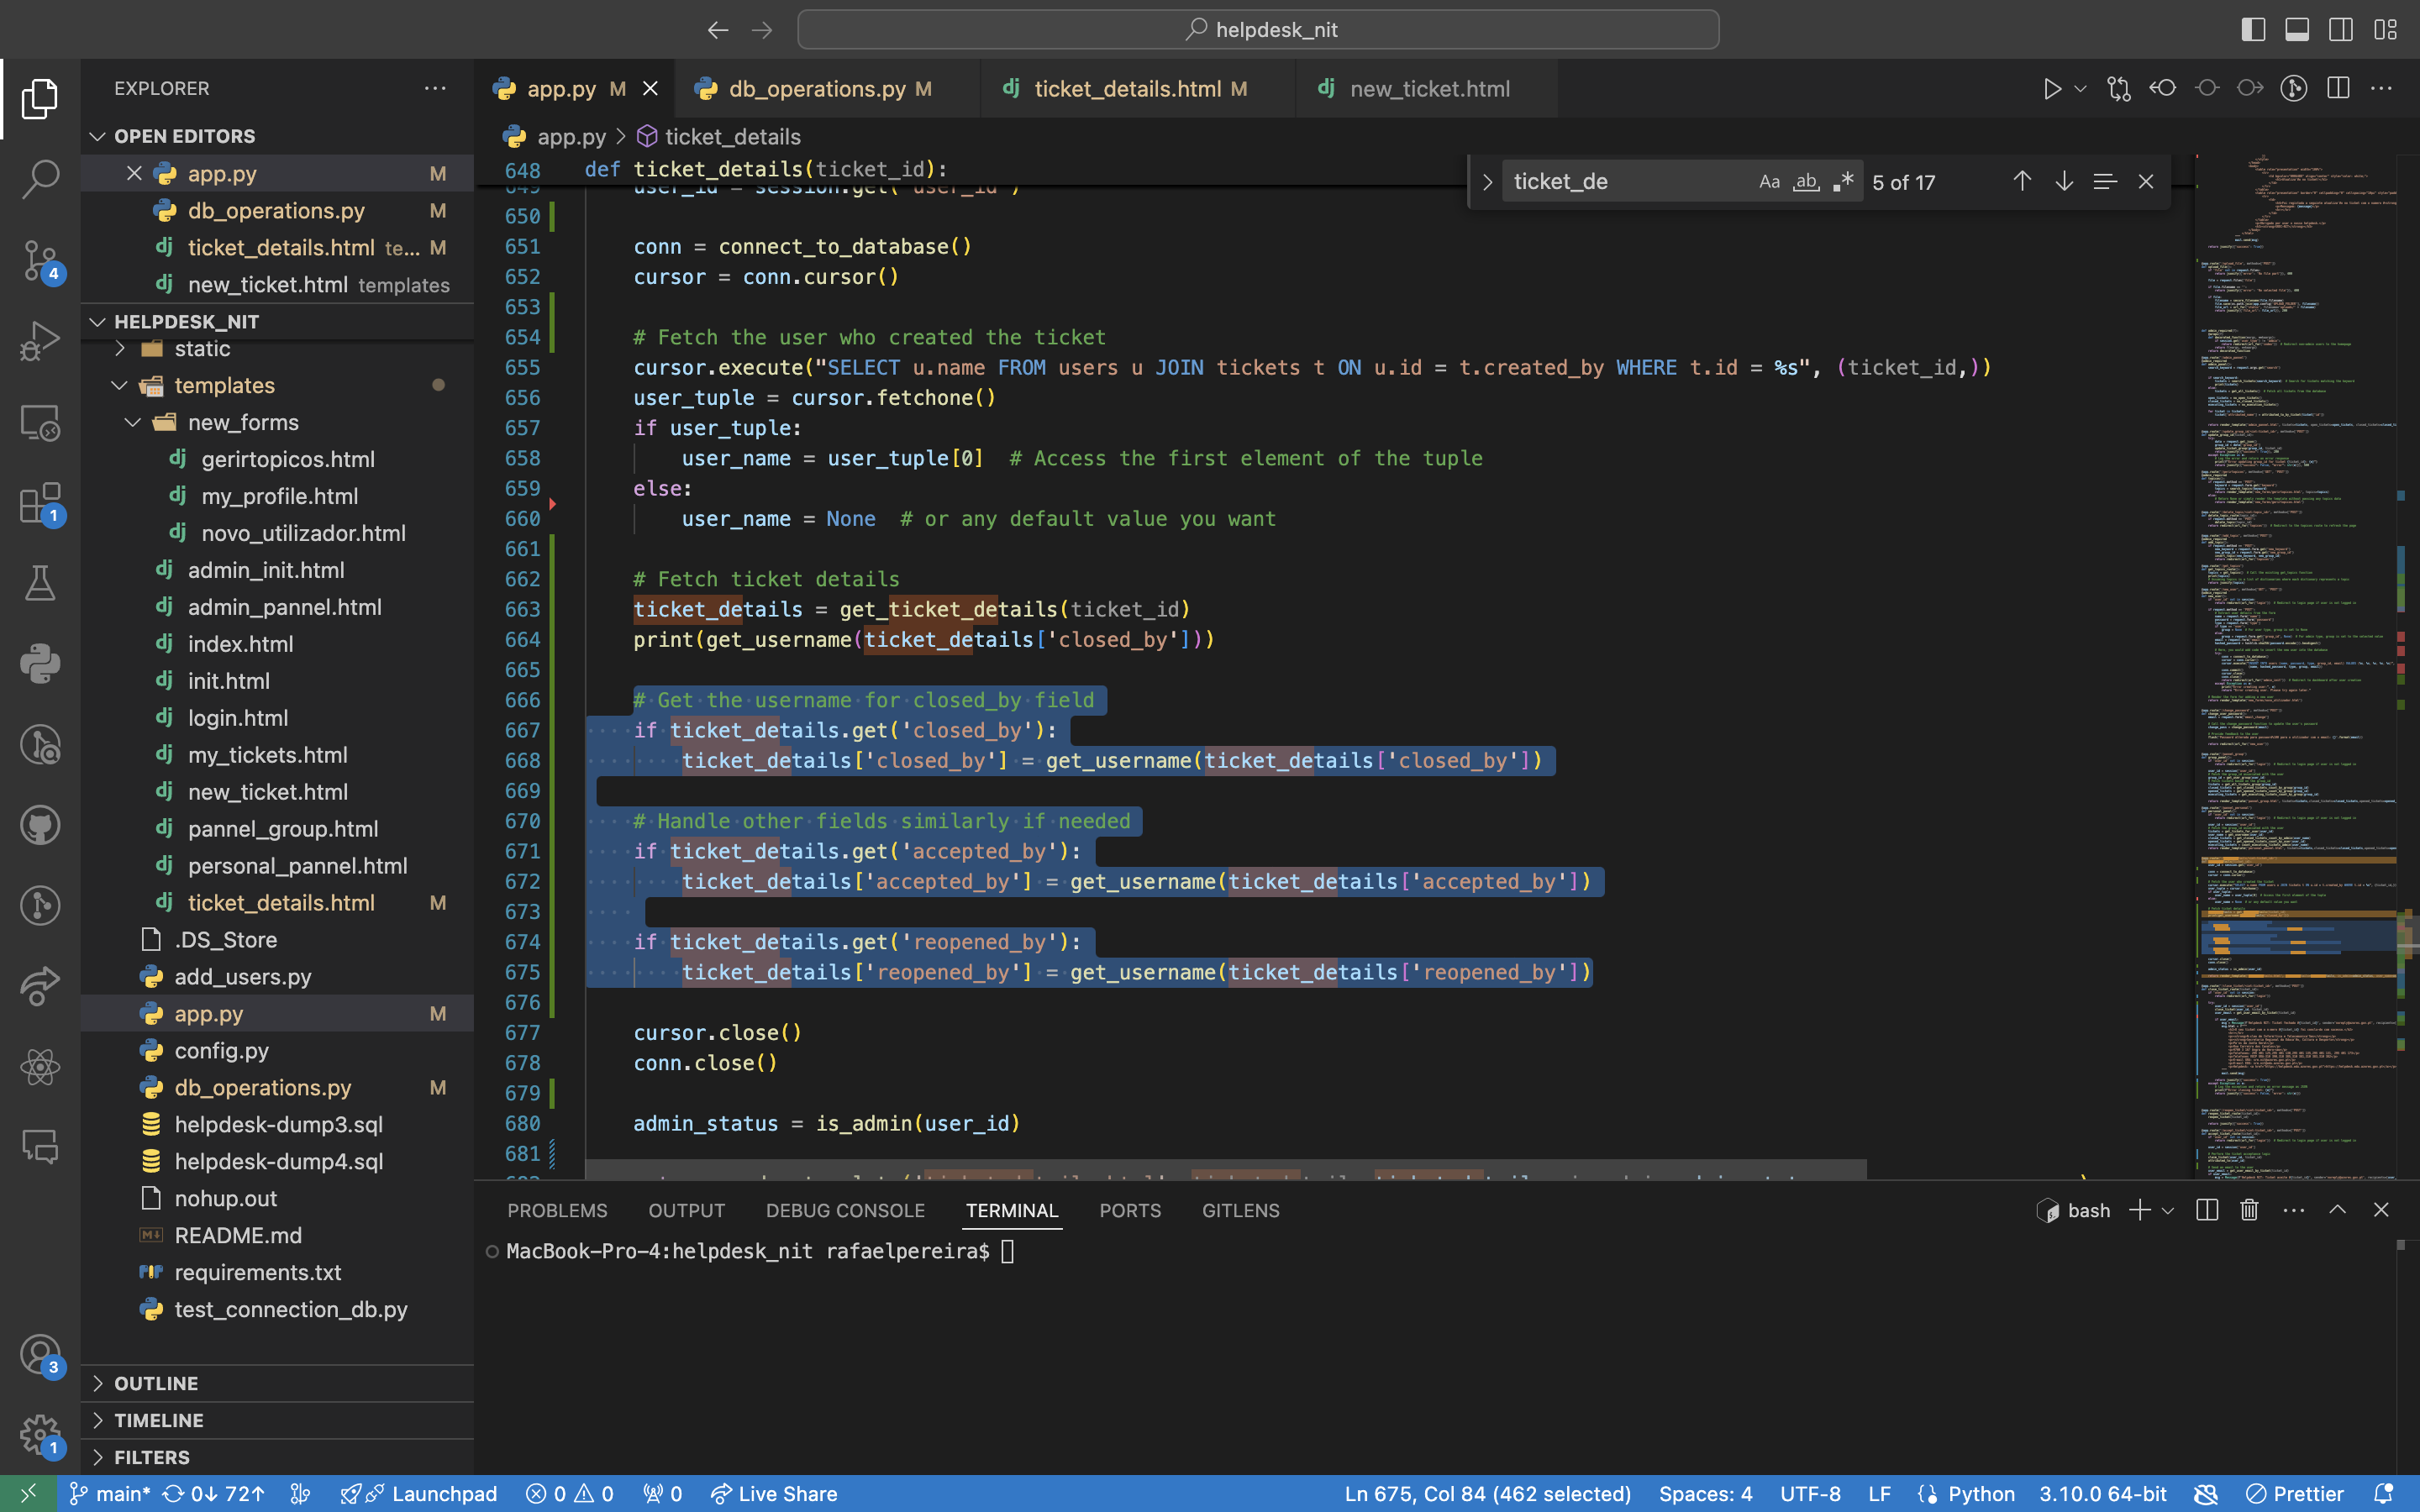 helpdesk_nit
EXPLORER
OPEN EDITORS
app.py M
db_operations.py M
ticket_details.html te... M
new_ticket.html templates
HELPDESK_NIT
static
templates
new_forms
gerirtopicos.html
my_profile.html
novo_utilizador.html
admin_init.html
admin_pannel.html
index.html
init.html
login.html
my_tickets.html
new_ticket.html
pannel_group.html
personal_pannel.html
ticket_details.html M
.DS_Store
add_users.py
app.py M
config.py
db_operations.py M
helpdesk-dump3.sql
helpdesk-dump4.sql
nohup.out
README.md
requirements.txt
test_connection_db.py
OUTLINE
TIMELINE
FILTERS
4
1
3
1
app.py M
db_operations.py M
ticket_details.html M
new_ticket.html
app.py > ticket_details
ticket_de Aa ab 5 of 17
648 def ticket_details(ticket_id):
649 user_id = session.get('user_id')
650
651 conn = connect_to_database()
652 cursor = conn.cursor()
653
654 # Fetch the user who created the ticket
655 cursor.execute("SELECT u.name FROM users u JOIN tickets t ON u.id = t.created_by WHERE t.id = %s", (ticket_id,))
656 user_tuple = cursor.fetchone()
657 if user_tuple:
658 user_name = user_tuple[0] # Access the first element of the tuple
659 else:
660 user_name = None # or any default value you want
661
662 # Fetch ticket details
663 ticket_details = get_ticket_details(ticket_id)
664 print(get_username(ticket_details['closed_by']))
665
666 # Get the username for closed_by field
667 if ticket_details.get('closed_by'):
668 ticket_details['closed_by'] = get_username(ticket_details['closed_by'])
669
670 # Handle other fields similarly if needed
671 if ticket_details.get('accepted_by'):
672 ticket_details['accepted_by'] = get_username(ticket_details['accepted_by'])
673
674 if ticket_details.get('reopened_by'):
675 ticket_details['reopened_by'] = get_username(ticket_details['reopened_by'])
676
677 cursor.close()
678 conn.close()
679
680 admin_status = is_admin(user_id)
681
PROBLEMS OUTPUT DEBUG CONSOLE TERMINAL PORTS GITLENS
bash
MacBook-Pro-4:helpdesk_nit rafaelpereira$
main* 0↓ 72↑ Launchpad 0 0 0 Live Share
Ln 675, Col 84 (462 selected) Spaces: 4 UTF-8 LF Python 3.10.0 64-bit Prettier